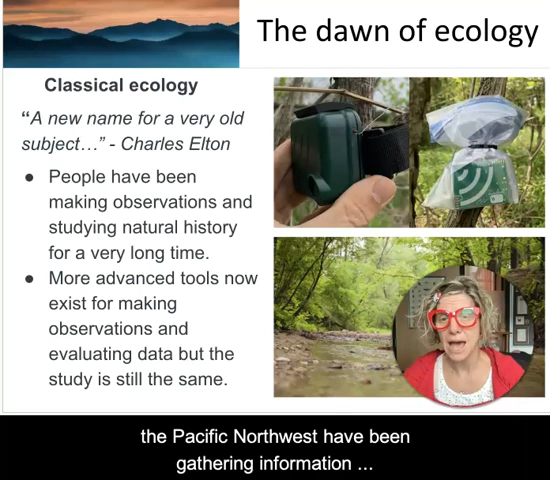 The dawn of ecology
Classical ecology
“A new name for a very old
subject…” - Charles Elton
● People have been
making observations and
studying natural history
for a very long time.
● More advanced tools now
exist for making
observations and
evaluating data but the
study is still the same.
the Pacific Northwest have been
gathering information ...